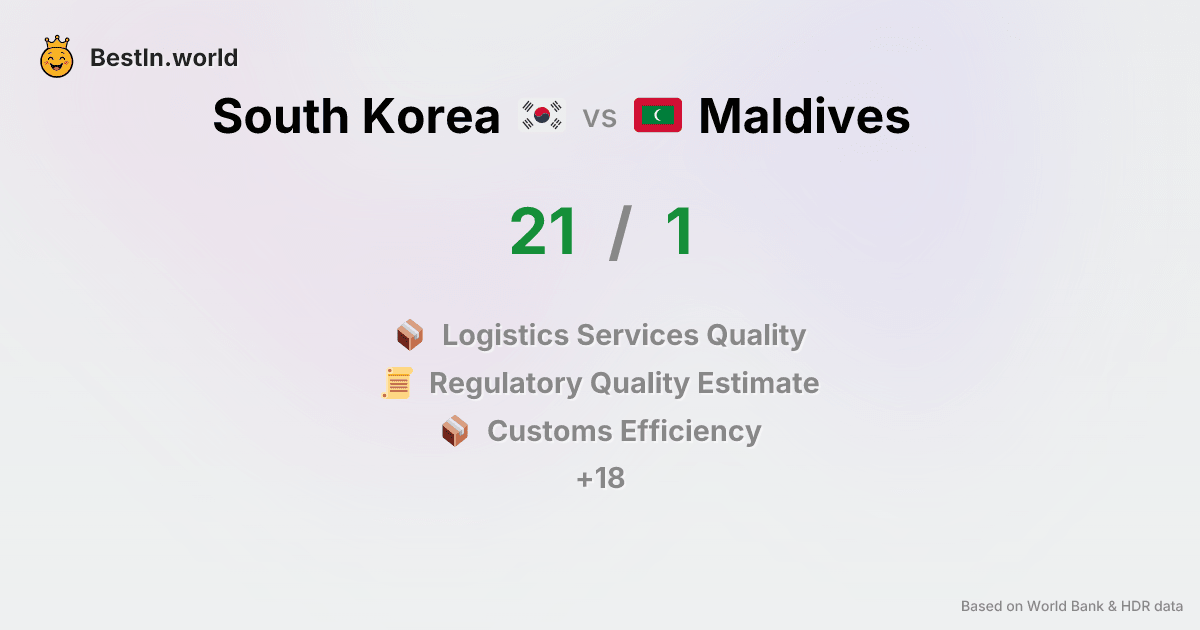 BestIn.world
South Korea vs Maldives
21 / 1
Logistics Services Quality
Regulatory Quality Estimate
Customs Efficiency
+18
Based on World Bank & HDR data